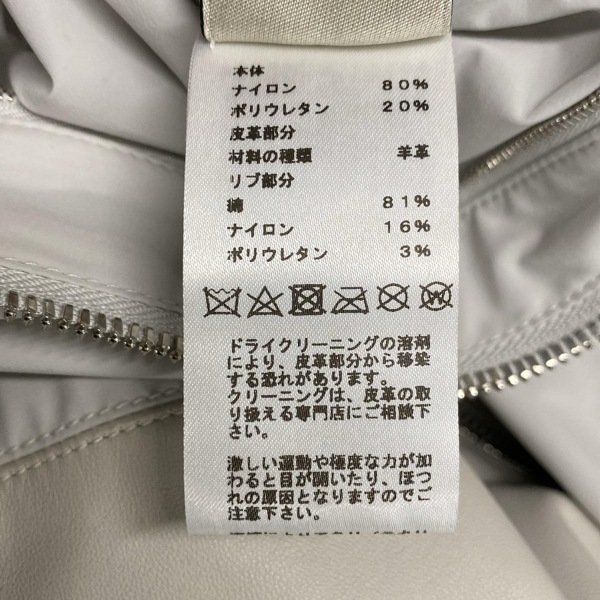 本体
ナイロン 80%
ポリウレタン 20%
皮革部分
材料の種類 羊革
リブ部分
綿 81%
ナイロン 16%
ポリウレタン 3%
ドライクリーニングの溶剤
により、皮革部分から移染
する恐れがあります。
クリーニングは、皮革の取
り扱える専門店にご相談下
さい。
激しい運動や極度な力が加
わると目が開いたり、ほつ
れの原因となりますのでご
注意下さい。